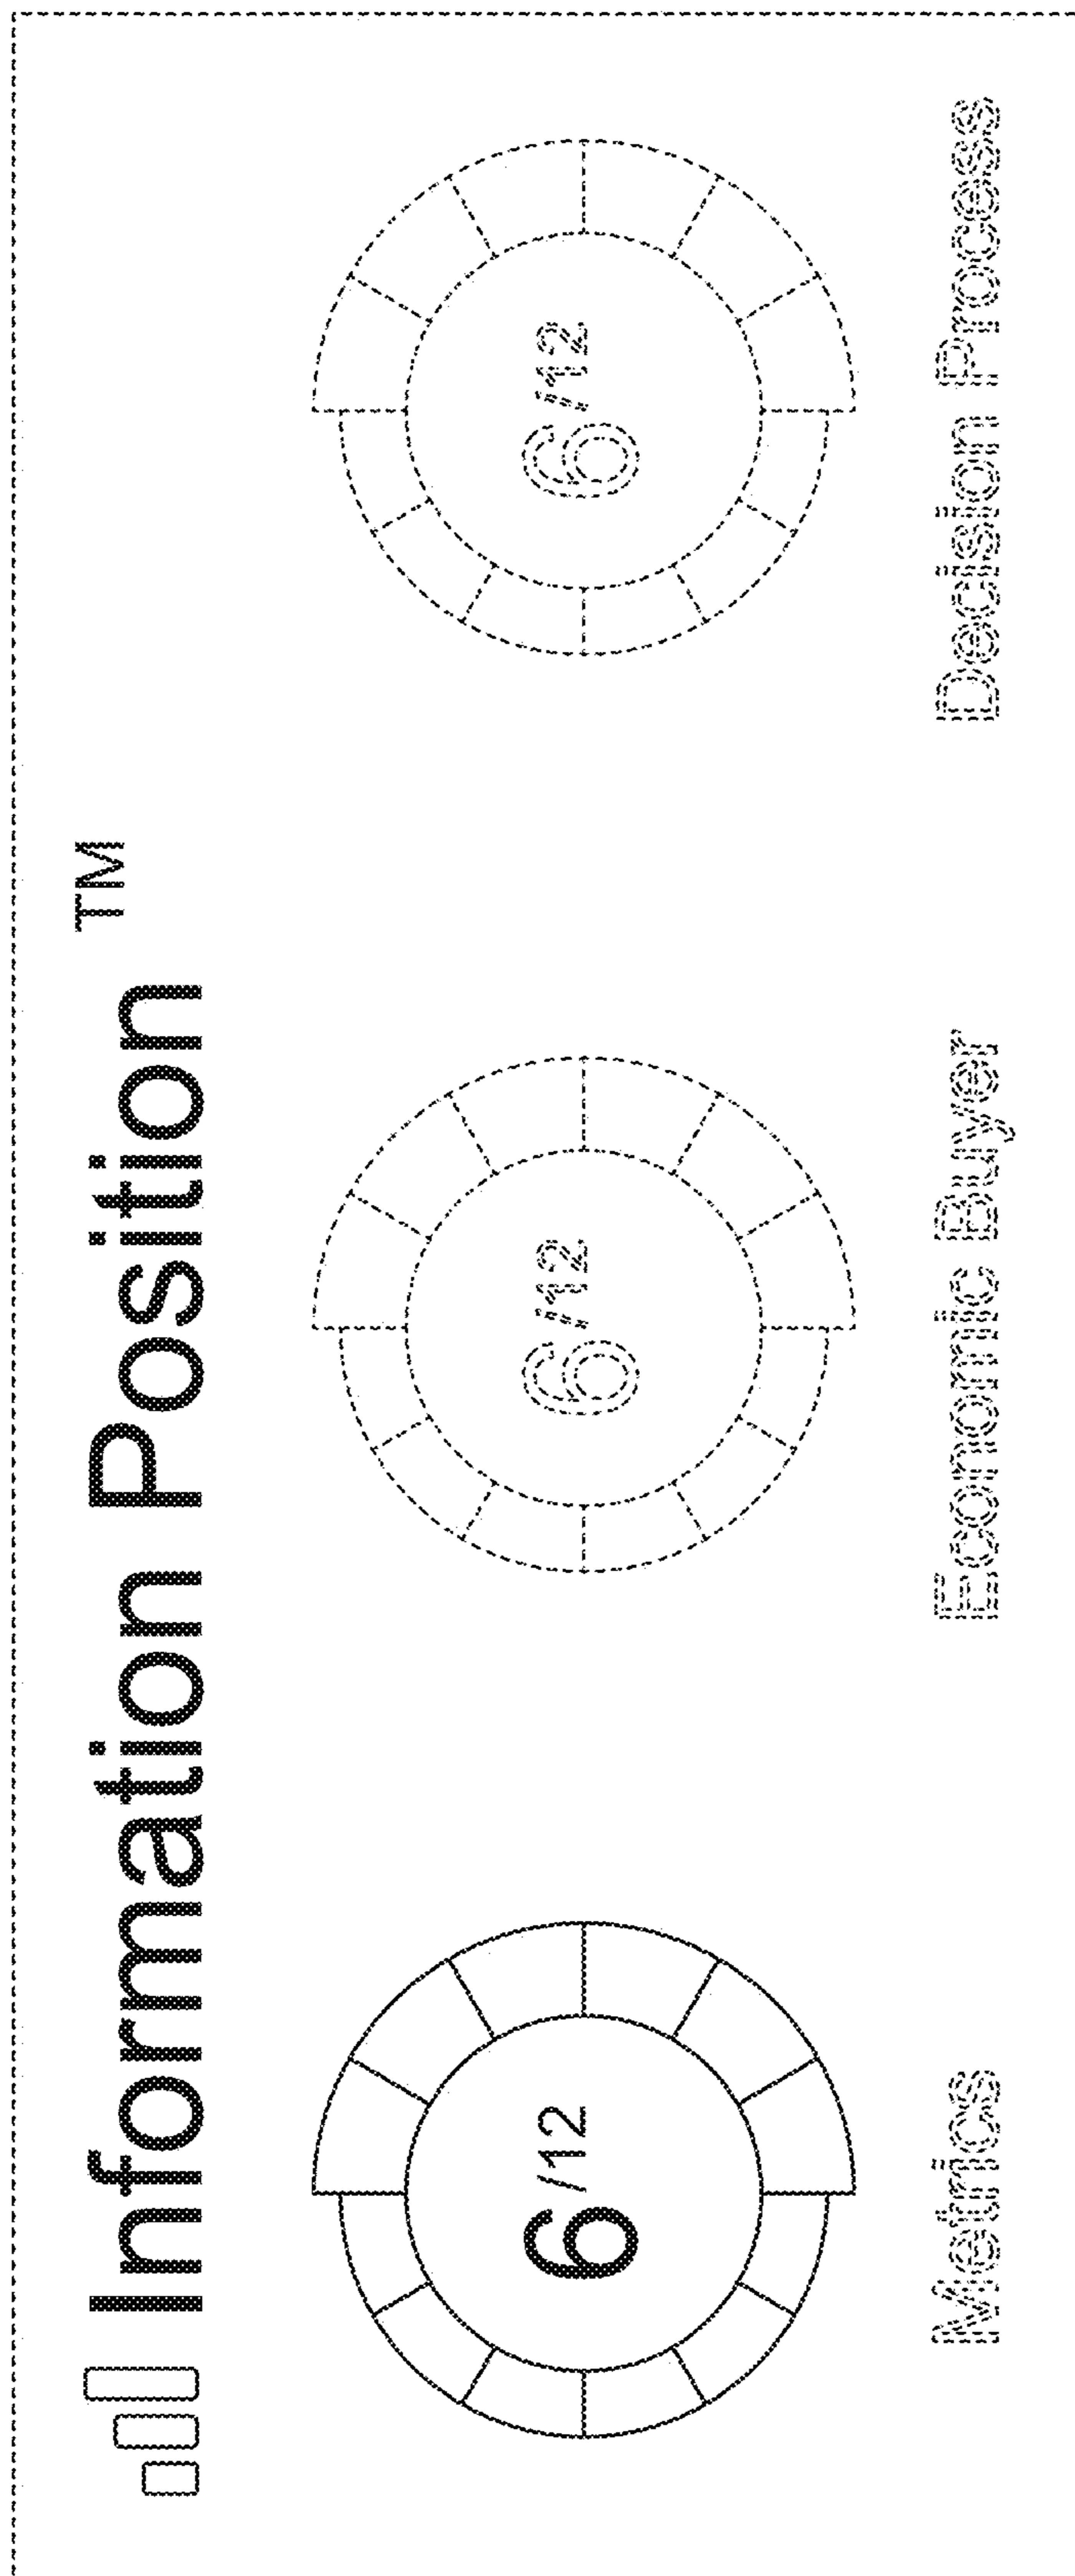 Information Position™
6/12
6/12
6/12
Metrics
Economic Buyer
Decision Process